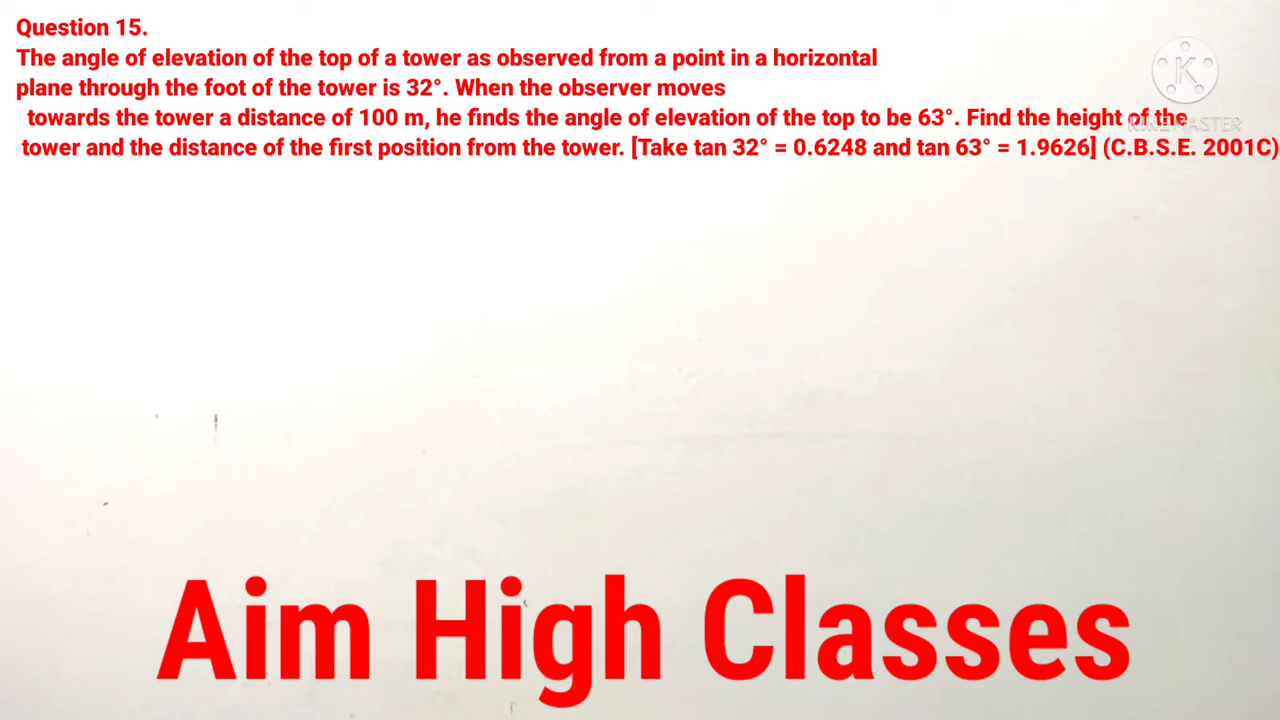 Question 15.
The angle of elevation of the top of a tower as observed from a point in a horizontal
plane through the foot of the tower is 32°. When the observer moves
towards the tower a distance of 100 m, he finds the angle of elevation of the top to be 63°. Find the height of the
tower and the distance of the first position from the tower. [Take tan 32° = 0.6248 and tan 63° = 1.9626] (C.B.S.E. 2001C)
K
KINEMASTER
Aim High Classes